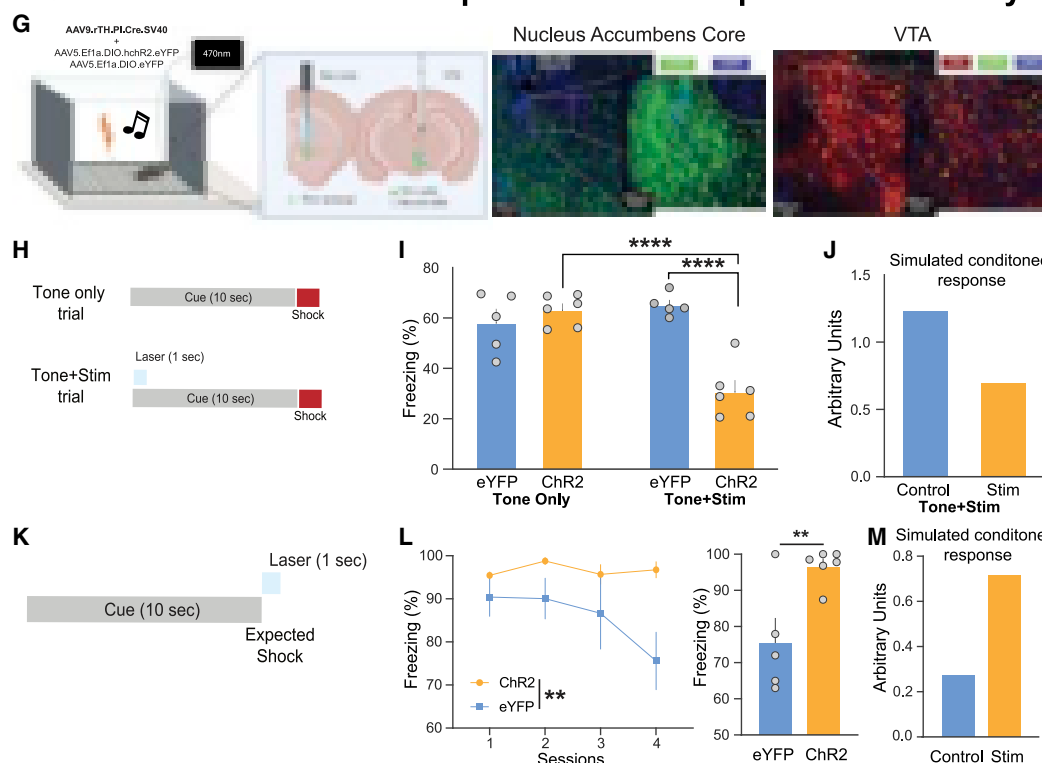 G
AAV9.rTH.PI.Cre.SV40
+
AAV5.Ef1a.DIO.hchR2.eYFP
AAV5.Ef1a.DIO.eYFP
470nm
Nucleus Accumbens Core
VTA
H
Tone only
trial
Cue (10 sec)
Shock
Laser (1 sec)
Tone+Stim
trial
Cue (10 sec)
Shock
I
****
****
Freezing (%)
80
60
40
20
0
eYFP
ChR2
eYFP
ChR2
Tone Only
Tone+Stim
J
Simulated conditoned
response
Arbitrary Units
1.5
1.0
0.5
0.0
Control
Stim
Tone+Stim
K
Laser (1 sec)
Cue (10 sec)
Expected
Shock
L
Freezing (%)
100
90
80
70
60
ChR2
eYFP
**
1
2
3
4
Sessions
**
Freezing (%)
100
90
80
70
60
50
eYFP
ChR2
M
Simulated conditoned
response
Arbitrary Units
0.8
0.6
0.4
0.2
0.0
Control
Stim